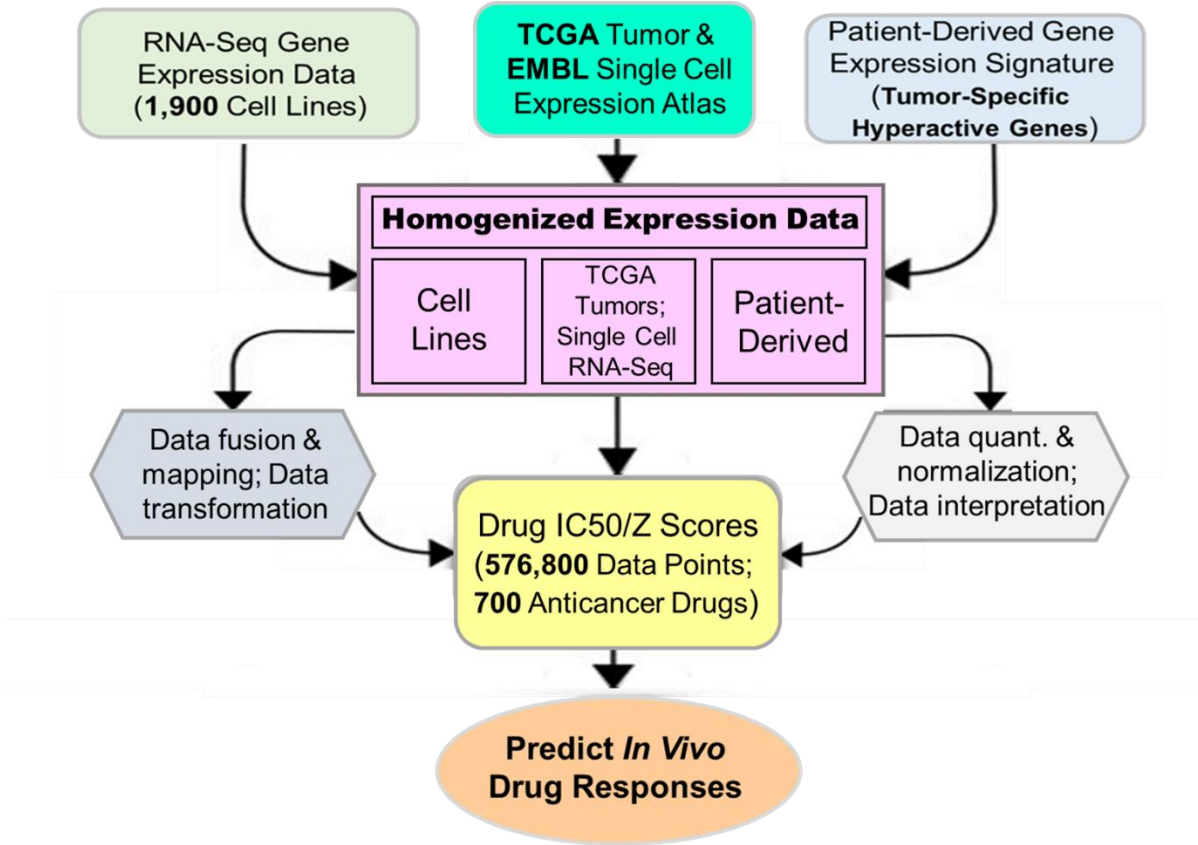 RNA-Seq Gene
Expression Data
(1,900 Cell Lines)
TCGA Tumor &
EMBL Single Cell
Expression Atlas
Patient-Derived Gene
Expression Signature
(Tumor-Specific
Hyperactive Genes)
Homogenized Expression Data
Cell
Lines
TCGA
Tumors;
Single Cell
RNA-Seq
Patient-
Derived
Data fusion &
mapping; Data
transformation
Data quant. &
normalization;
Data interpretation
Drug IC50/Z Scores
(576,800 Data Points;
700 Anticancer Drugs)
Predict In Vivo
Drug Responses